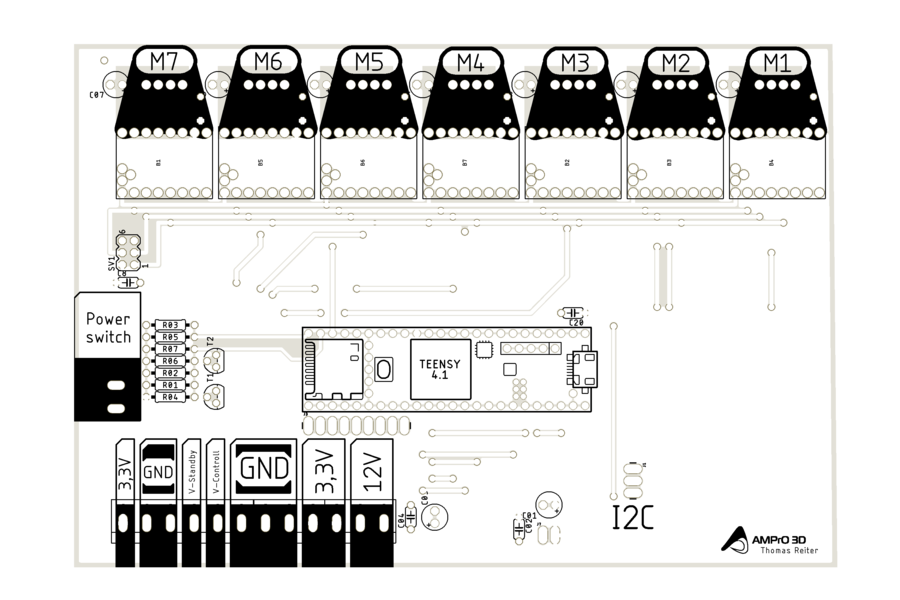 M7 M6 M5 M4 M3 M2 M1
C07
B1 B5 B6 B7 B2 B3 B4
6
SV1
1
C8
Power
switch
R03
R05
R07
R06
R02
R01
R04
T2
T1
C20
TEENSY
4.1
3,3V
GND
V-Standby
V-Controll
GND
3,3V
12V
C04
C03
C01
C02
I2C
AMPrO 3D
Thomas Reiter